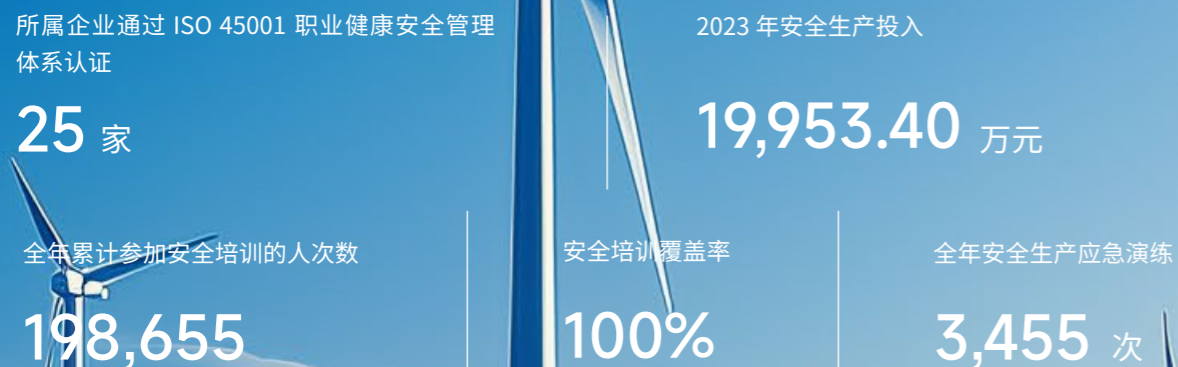 所属企业通过 ISO 45001 职业健康安全管理
体系认证
25 家
2023 年安全生产投入
19,953.40 万元
全年累计参加安全培训的人次数
198,655
安全培训覆盖率
100%
全年安全生产应急演练
3,455 次